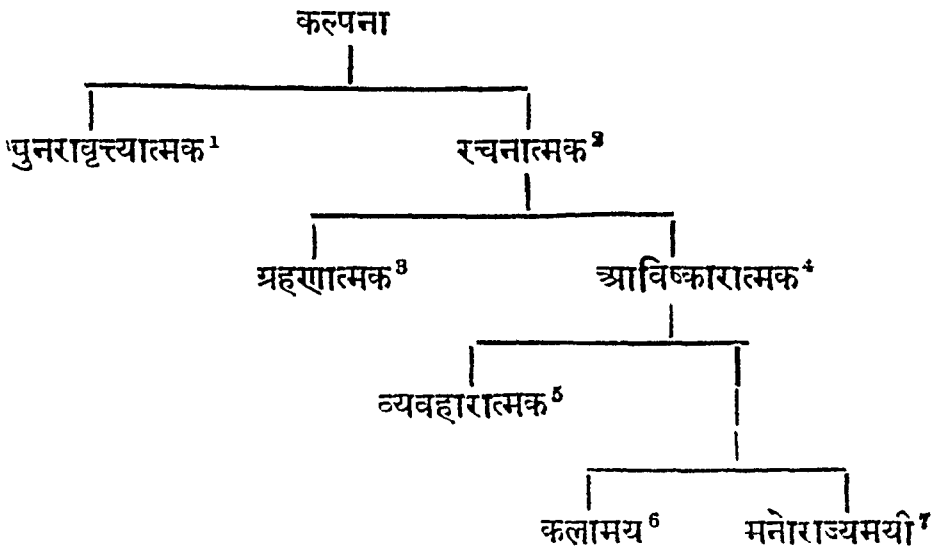 कल्पना
पुनरावृत्त्यात्मक¹ रचनात्मक²
ग्रहणात्मक³ आविष्कारात्मक⁴
व्यवहारात्मक⁵
कलामय⁶ मनोराज्यमयी⁷